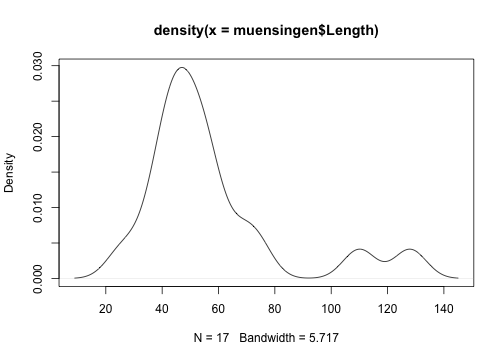 density(x = muensingen$Length)
0.030
0.020
0.010
0.000
Density
20 40 60 80 100 120 140
N = 17 Bandwidth = 5.717